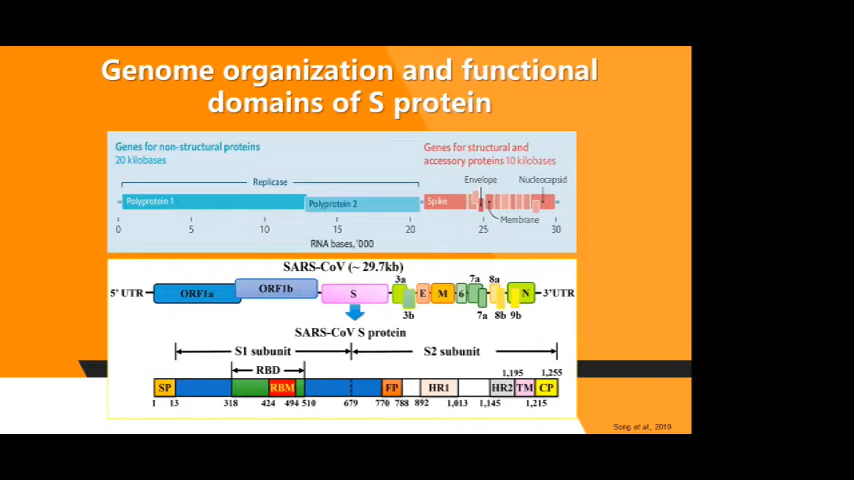 Genome organization and functional
domains of S protein
Genes for non-structural proteins
20 kilobases
Genes for structural and
accessory proteins 10 kilobases
Replicase
Envelope
Nucleocapsid
Polyprotein 1
Polyprotein 2
Spike
Membrane
0 5 10 15 20 25 30
RNA bases, '000
SARS-CoV (~ 29.7kb)
3a 7a 8a
5' UTR ORF1a ORF1b S E M 6 N 3'UTR
3b 7a 8b 9b
SARS-CoV S protein
S1 subunit S2 subunit
RBD 1,195 1,255
SP RBM FP HR1 HR2 TM CP
1 13 318 424 494 510 679 770 788 892 1,013 1,145 1,215
Song et al., 2019